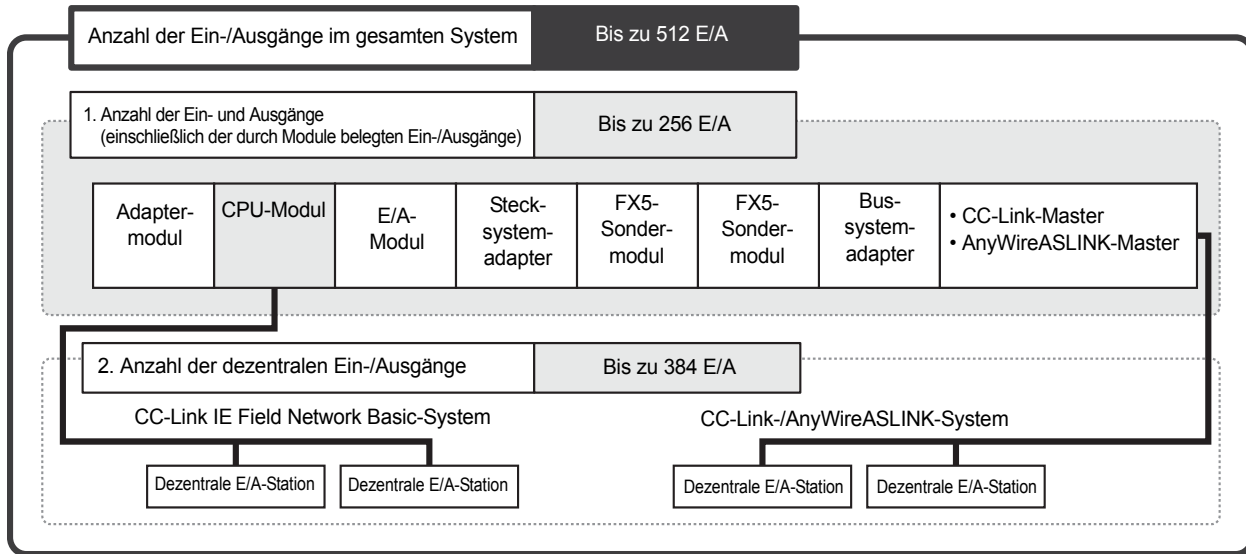 Anzahl der Ein-/Ausgänge im gesamten System
Bis zu 512 E/A
1. Anzahl der Ein- und Ausgänge
(einschließlich der durch Module belegten Ein-/Ausgänge)
Bis zu 256 E/A
Adapter-
modul
CPU-Modul
E/A-
Modul
Steck-
system-
adapter
FX5-
Sonder-
modul
FX5-
Sonder-
modul
Bus-
system-
adapter
• CC-Link-Master
• AnyWireASLINK-Master
2. Anzahl der dezentralen Ein-/Ausgänge
Bis zu 384 E/A
CC-Link IE Field Network Basic-System
CC-Link-/AnyWireASLINK-System
Dezentrale E/A-Station
Dezentrale E/A-Station
Dezentrale E/A-Station
Dezentrale E/A-Station